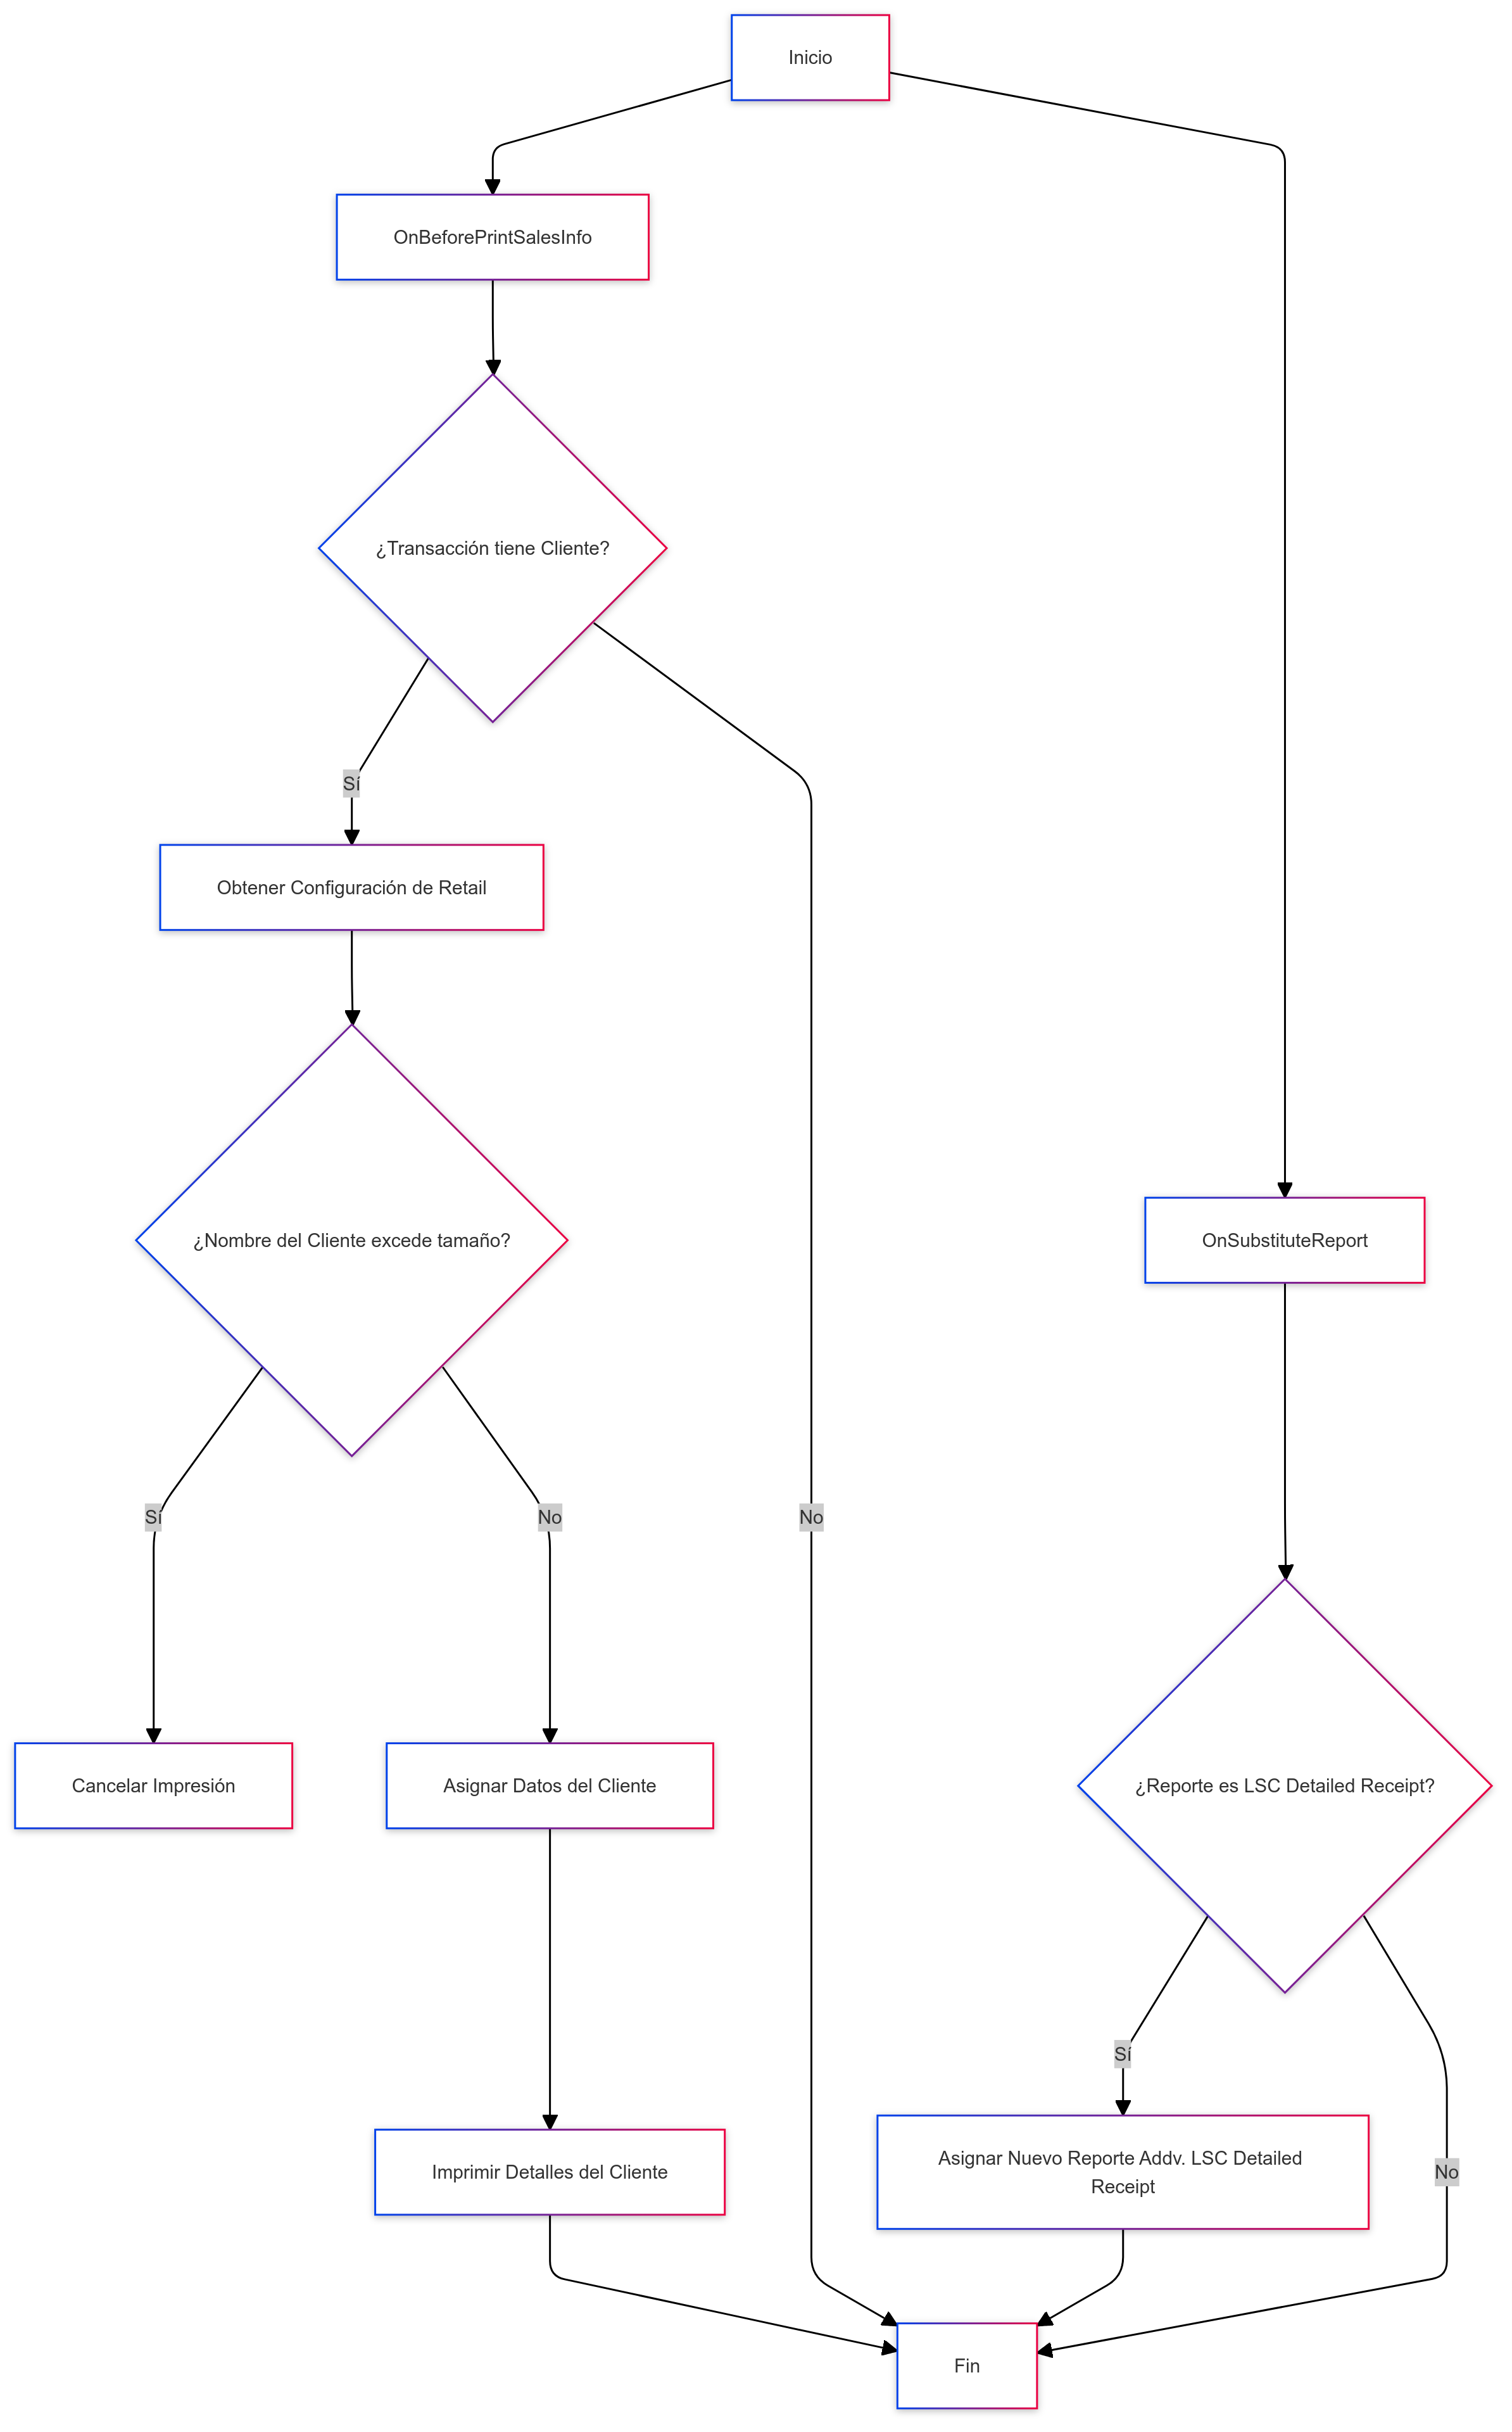 Inicio
OnBeforePrintSalesInfo
¿Transacción tiene Cliente?
Sí
Obtener Configuración de Retail
¿Nombre del Cliente excede tamaño?
OnSubstituteReport
Sí
No
No
Cancelar Impresión
Asignar Datos del Cliente
¿Reporte es LSC Detailed Receipt?
Sí
Imprimir Detalles del Cliente
Asignar Nuevo Reporte Addv. LSC Detailed
Receipt
No
Fin